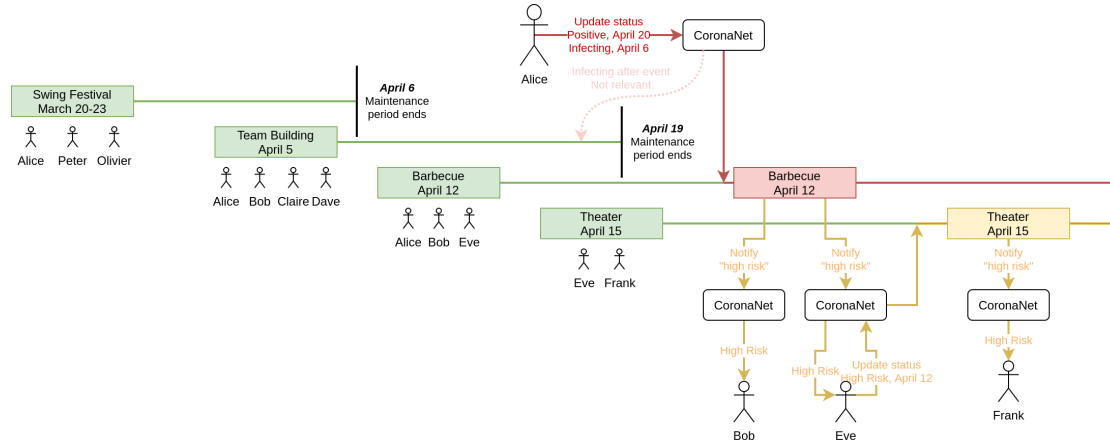 Update status
Positive, April 20
Infecting, April 6
CoronaNet
Alice
Infecting after event
Not relevant
Swing Festival
March 20-23
April 6
Maintenance
period ends
Alice
Peter
Olivier
Team Building
April 5
April 19
Maintenance
period ends
Alice
Bob
Claire
Dave
Barbecue
April 12
Barbecue
April 12
Alice
Bob
Eve
Theater
April 15
Theater
April 15
Eve
Frank
Notify
"high risk"
Notify
"high risk"
Notify
"high risk"
CoronaNet
CoronaNet
CoronaNet
High Risk
High Risk
Update status
High Risk, April 12
High Risk
Bob
Eve
Frank